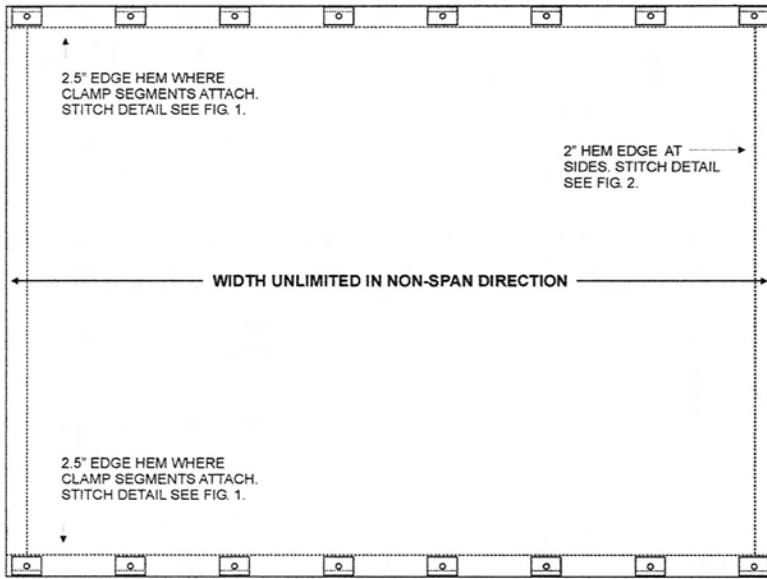 2.5" EDGE HEM WHERE
CLAMP SEGMENTS ATTACH.
STITCH DETAIL SEE FIG. 1.
2" HEM EDGE AT
SIDES. STITCH DETAIL
SEE FIG. 2.
WIDTH UNLIMITED IN NON-SPAN DIRECTION
2.5" EDGE HEM WHERE
CLAMP SEGMENTS ATTACH.
STITCH DETAIL SEE FIG. 1.